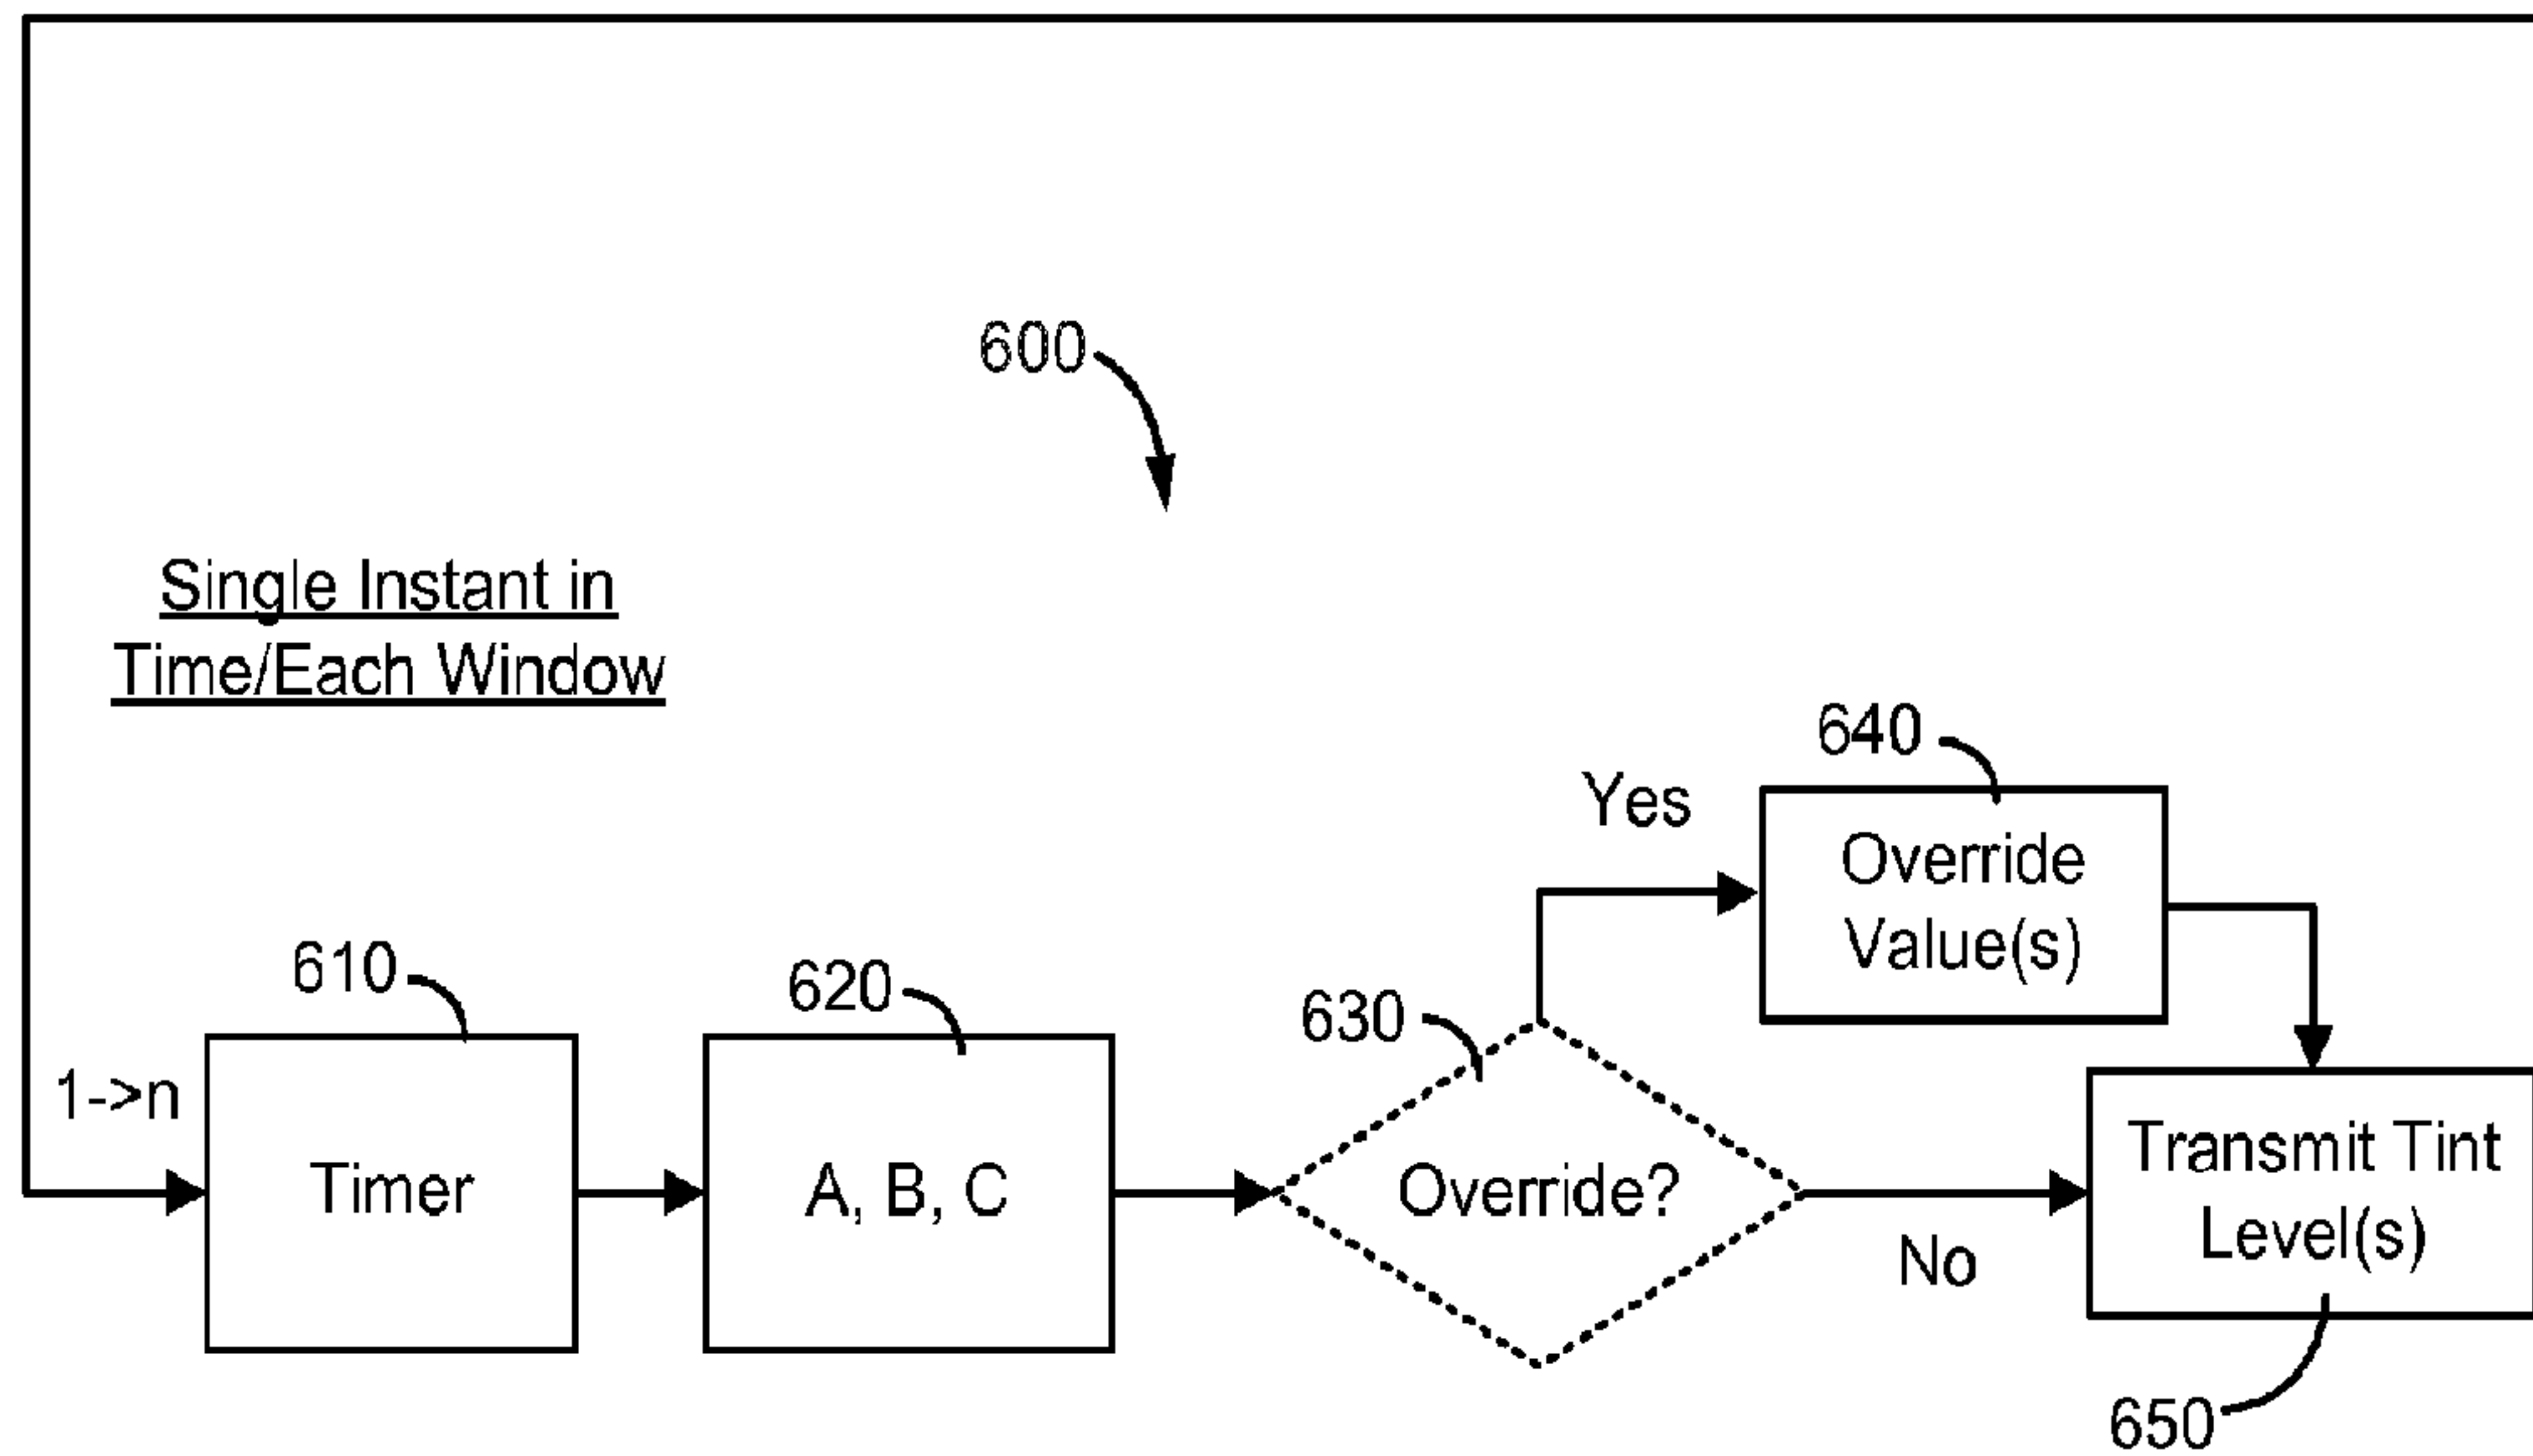 600
Single Instant in
Time/Each Window
640
Yes
Override
Value(s)
610
620
630
1->n
Timer
A, B, C
Override?
No
Transmit Tint
Level(s)
650